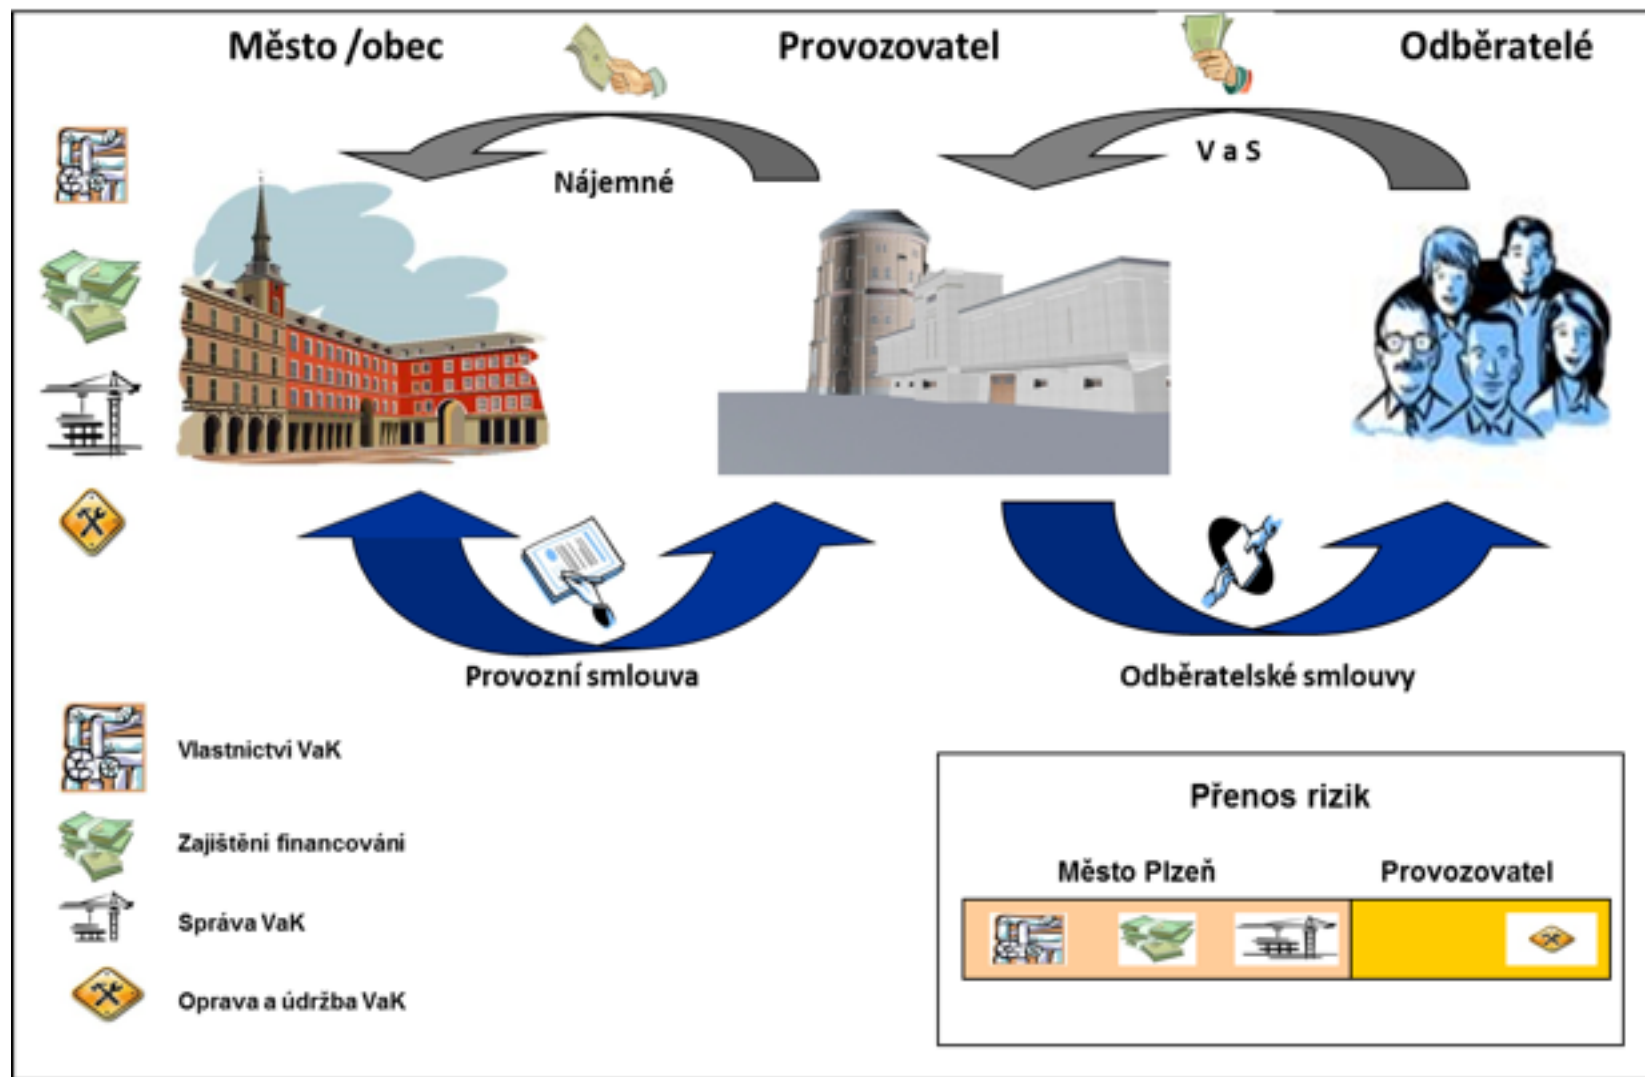 Město /obec
Provozovatel
Odběratelé
Nájemné
V a S
Provozní smlouva
Odběratelské smlouvy
Vlastnictvi VaK
Zajištění financování
Správa VaK
Oprava a údržba VaK
Přenos rizik
Město Plzeň
Provozovatel